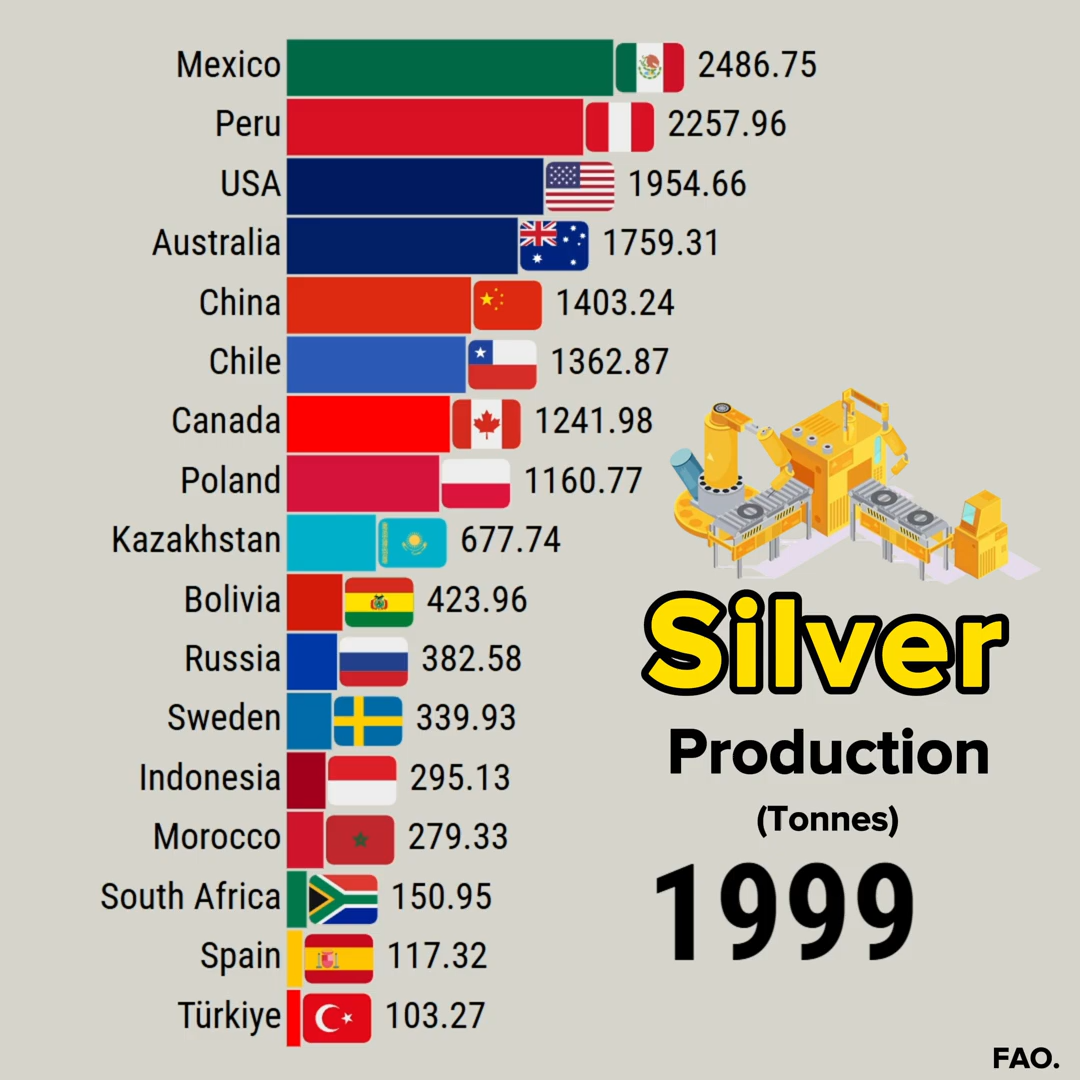 Mexico 2486.75
Peru 2257.96
USA 1954.66
Australia 1759.31
China 1403.24
Chile 1362.87
Canada 1241.98
Poland 1160.77
Kazakhstan 677.74
Bolivia 423.96
Russia 382.58
Sweden 339.93
Indonesia 295.13
Morocco 279.33
South Africa 150.95
Spain 117.32
Türkiye 103.27
Silver
Production
(Tonnes)
1999
FAO.